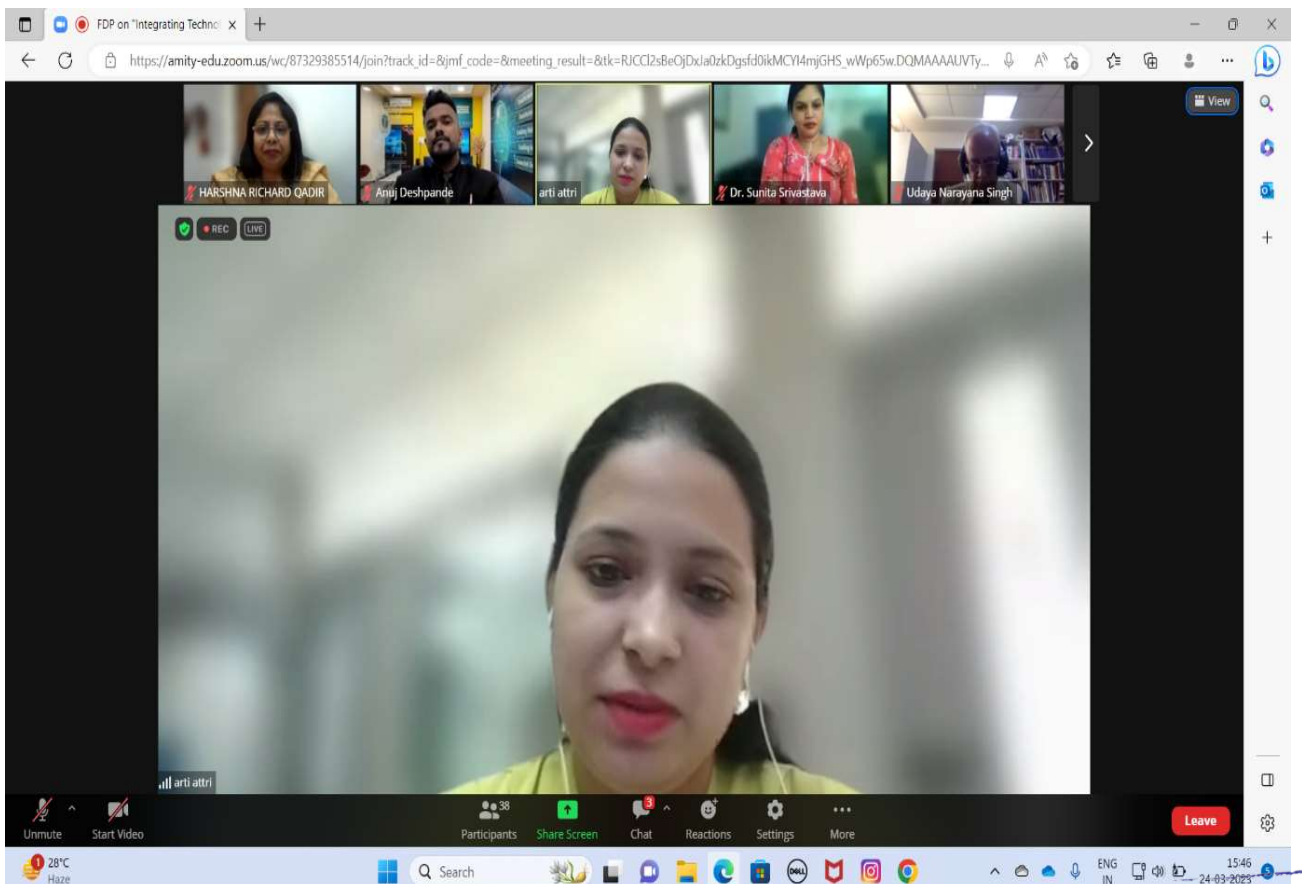 FDP on "Integrating Techno
https://amity-edu.zoom.us/wc/87329385514/join?track_id=&jmf_code=&meeting_result=&tk=
View
HARSHNA RICHARD QADIR
Anuj Deshpande
arti attri
Dr. Sunita Srivastava
Udaya Narayana Singh
REC
LIVE
arti attri
Unmute
Start Video
38
Participants
Share Screen
3
Chat
Reactions
Settings
More
Leave
1
28°C
Haze
Search
DELL
ENG
IN
15:46
24-03-2023